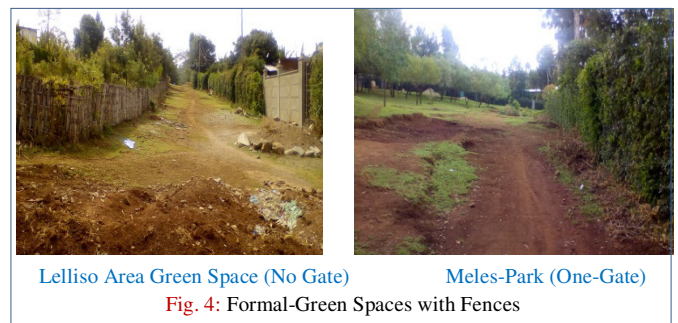 Lelliso Area Green Space (No Gate) Meles-Park (One-Gate)
Fig. 4: Formal-Green Spaces with Fences